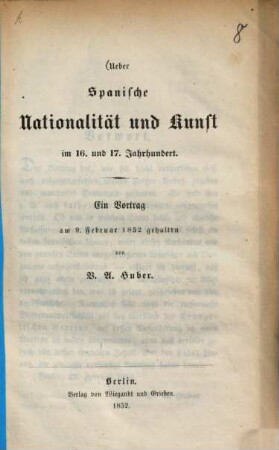 8
Ueber
Spanische
Nationalität und Kunst
im 16. und 17. Jahrhundert.
Ein Vortrag
am 9. Februar 1852 gehalten
von
V. A. Huber.
Berlin.
Verlag von Wiegandt und Grieben.
1852.